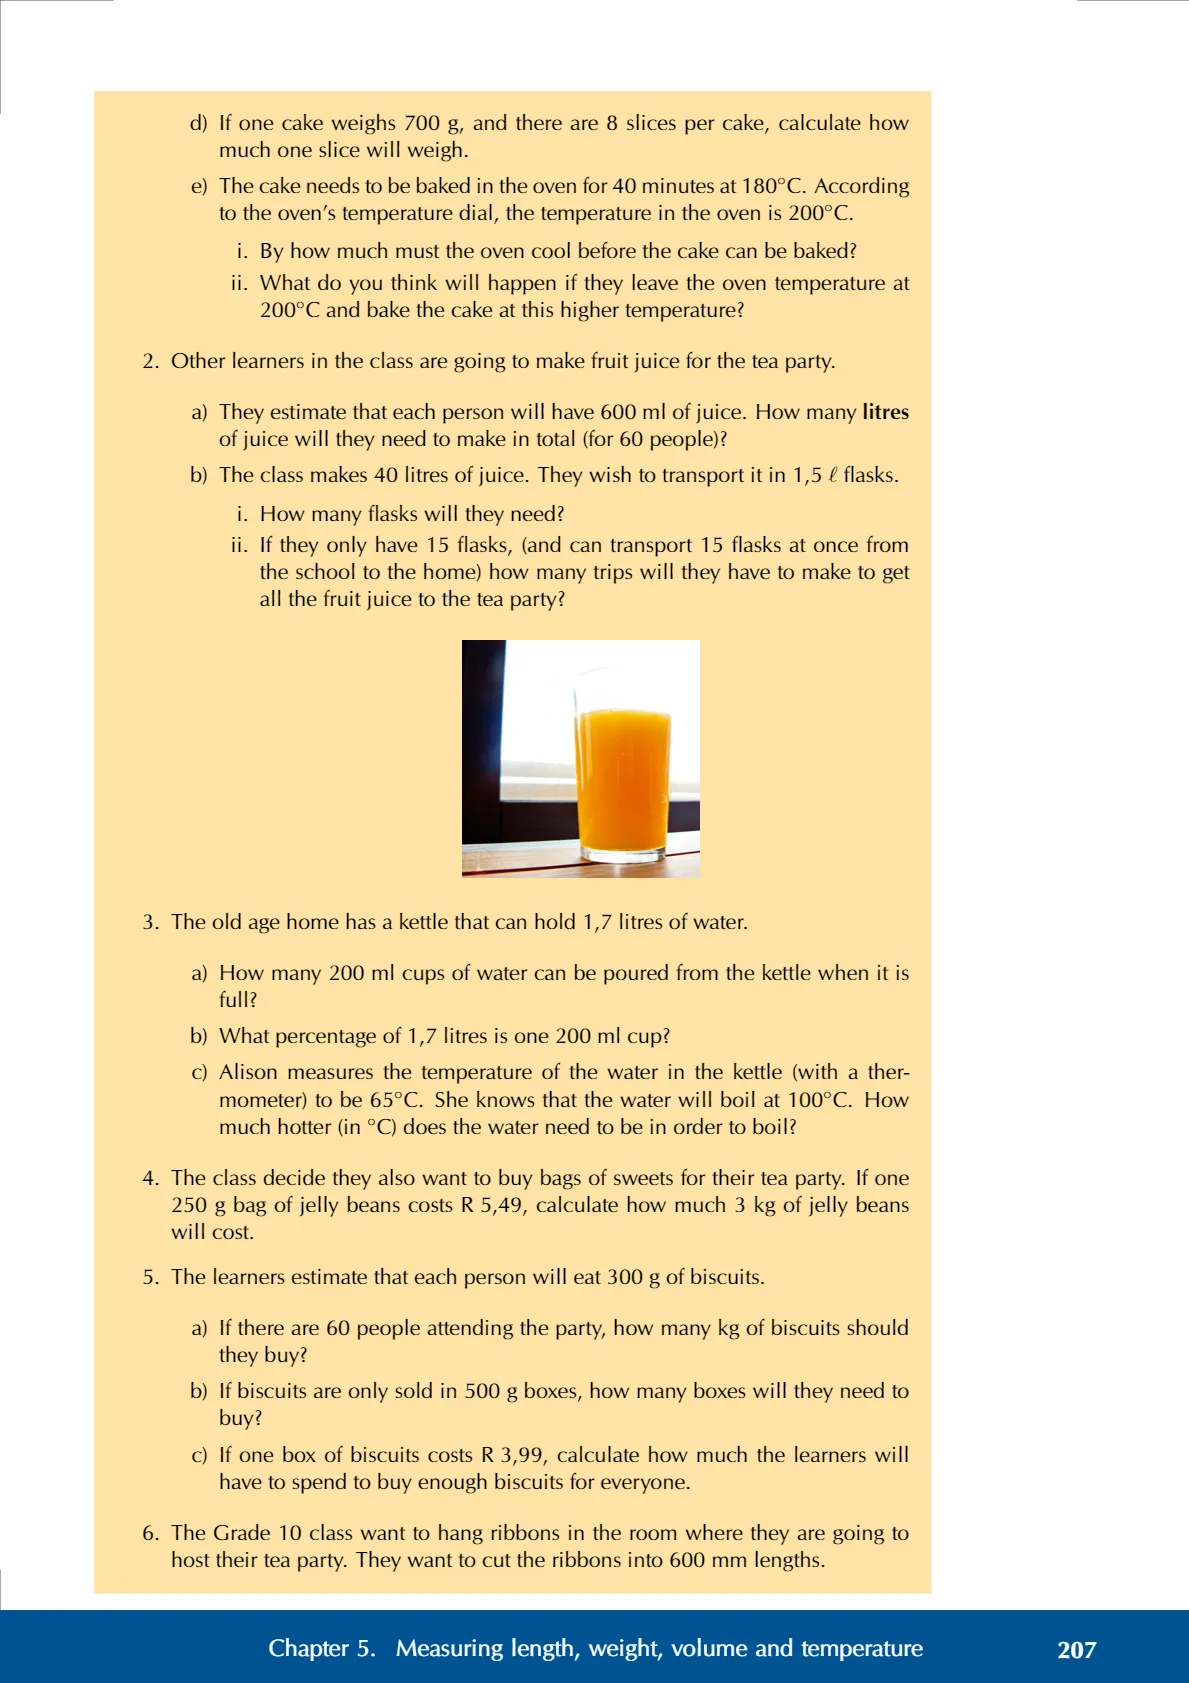 d) If one cake weighs 700 g, and there are 8 slices per cake, calculate how
much one slice will weigh.
e) The cake needs to be baked in the oven for 40 minutes at 180°C. According
to the oven’s temperature dial, the temperature in the oven is 200°C.
i. By how much must the oven cool before the cake can be baked?
ii. What do you think will happen if they leave the oven temperature at
200°C and bake the cake at this higher temperature?
2. Other learners in the class are going to make fruit juice for the tea party.
a) They estimate that each person will have 600 ml of juice. How many litres
of juice will they need to make in total (for 60 people)?
b) The class makes 40 litres of juice. They wish to transport it in 1,5 ℓ flasks.
i. How many flasks will they need?
ii. If they only have 15 flasks, (and can transport 15 flasks at once from
the school to the home) how many trips will they have to make to get
all the fruit juice to the tea party?
3. The old age home has a kettle that can hold 1,7 litres of water.
a) How many 200 ml cups of water can be poured from the kettle when it is
full?
b) What percentage of 1,7 litres is one 200 ml cup?
c) Alison measures the temperature of the water in the kettle (with a ther-
mometer) to be 65°C. She knows that the water will boil at 100°C. How
much hotter (in °C) does the water need to be in order to boil?
4. The class decide they also want to buy bags of sweets for their tea party. If one
250 g bag of jelly beans costs R 5,49, calculate how much 3 kg of jelly beans
will cost.
5. The learners estimate that each person will eat 300 g of biscuits.
a) If there are 60 people attending the party, how many kg of biscuits should
they buy?
b) If biscuits are only sold in 500 g boxes, how many boxes will they need to
buy?
c) If one box of biscuits costs R 3,99, calculate how much the learners will
have to spend to buy enough biscuits for everyone.
6. The Grade 10 class want to hang ribbons in the room where they are going to
host their tea party. They want to cut the ribbons into 600 mm lengths.
Chapter 5. Measuring length, weight, volume and temperature 207